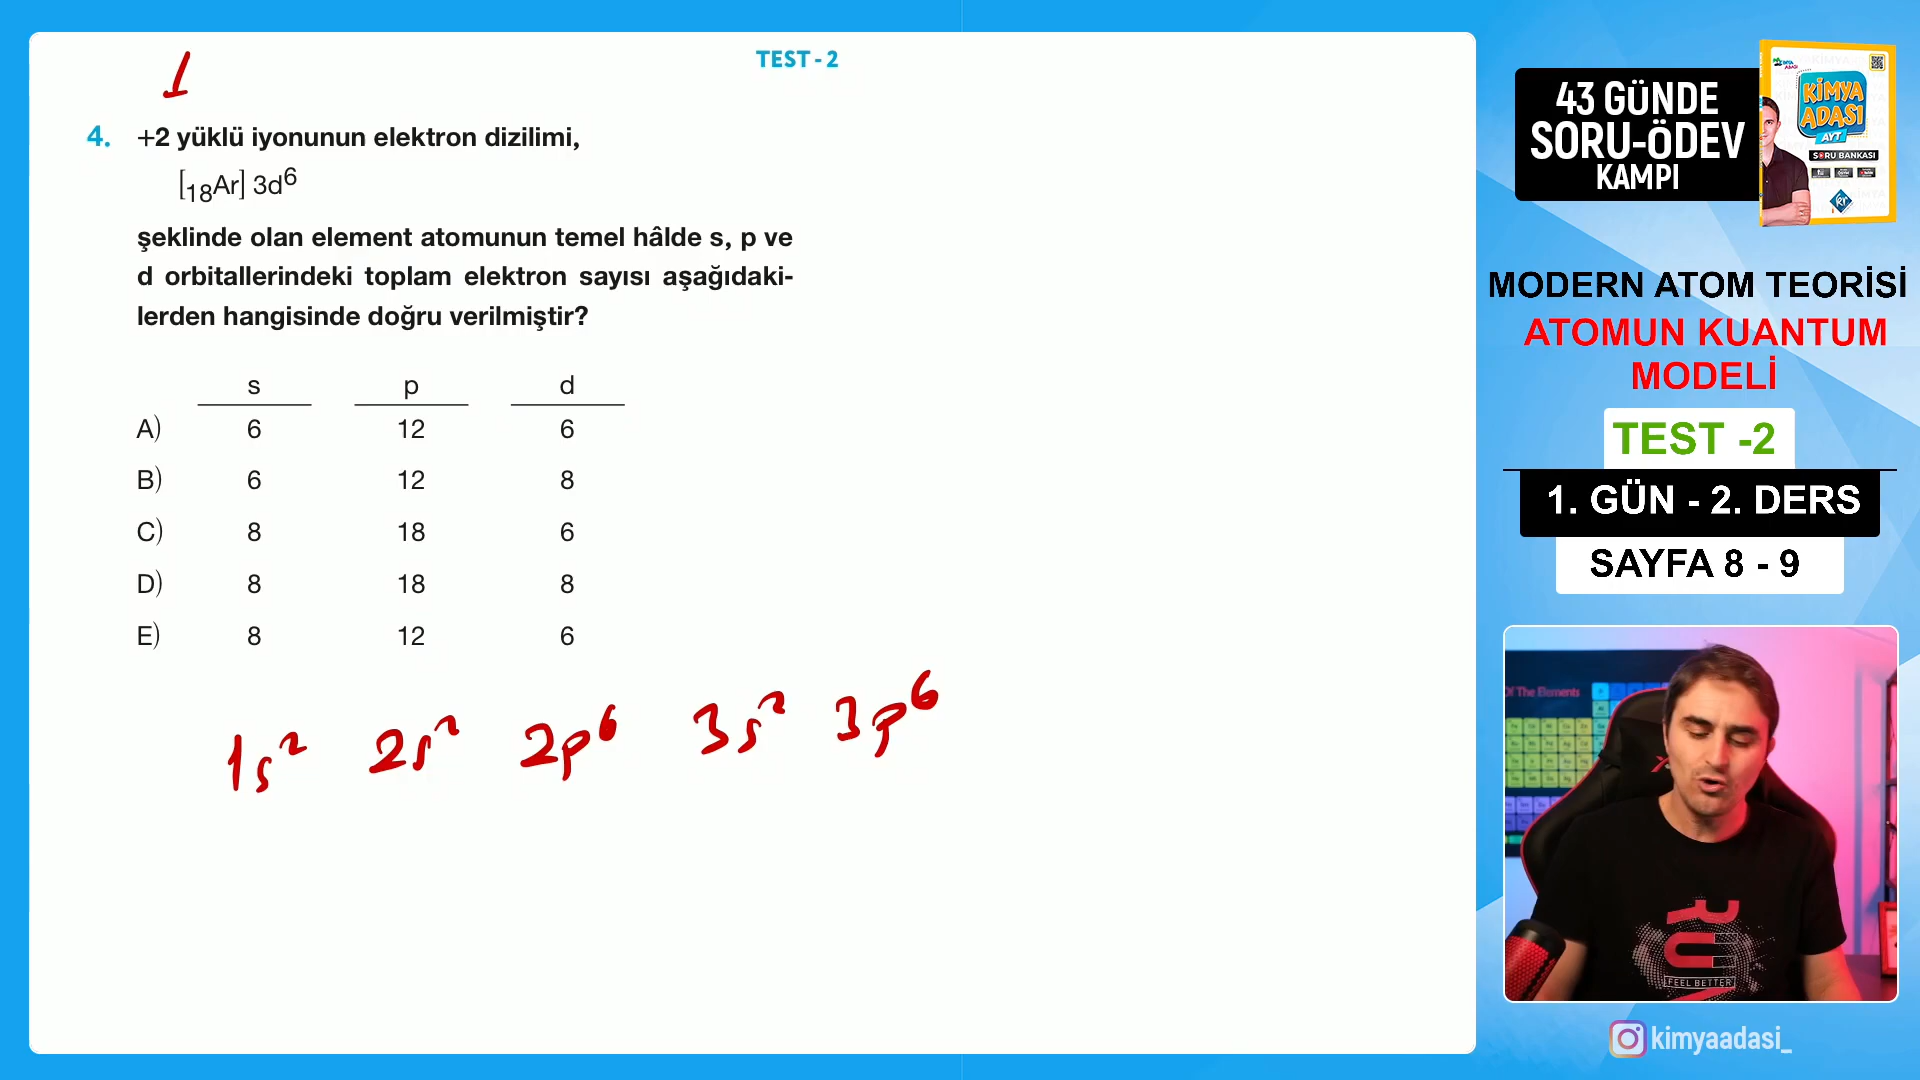 TEST - 2
1
4. +2 yüklü iyonunun elektron dizilimi,
[₁₈Ar] 3d⁶
şeklinde olan element atomunun temel hâlde s, p ve
d orbitallerindeki toplam elektron sayısı aşağıdaki-
lerden hangisinde doğru verilmiştir?
s p d
A) 6 12 6
B) 6 12 8
C) 8 18 6
D) 8 18 8
E) 8 12 6
1s² 2s² 2p⁶ 3s² 3p⁶
43 GÜNDE
SORU-ÖDEV
KAMPI
KİMYA
ADASI
AYT
SORU BANKASI
kr
MODERN ATOM TEORİSİ
ATOMUN KUANTUM
MODELİ
TEST -2
1. GÜN - 2. DERS
SAYFA 8 - 9
Of The Elements
FEEL BETTER
kimyaadasi_